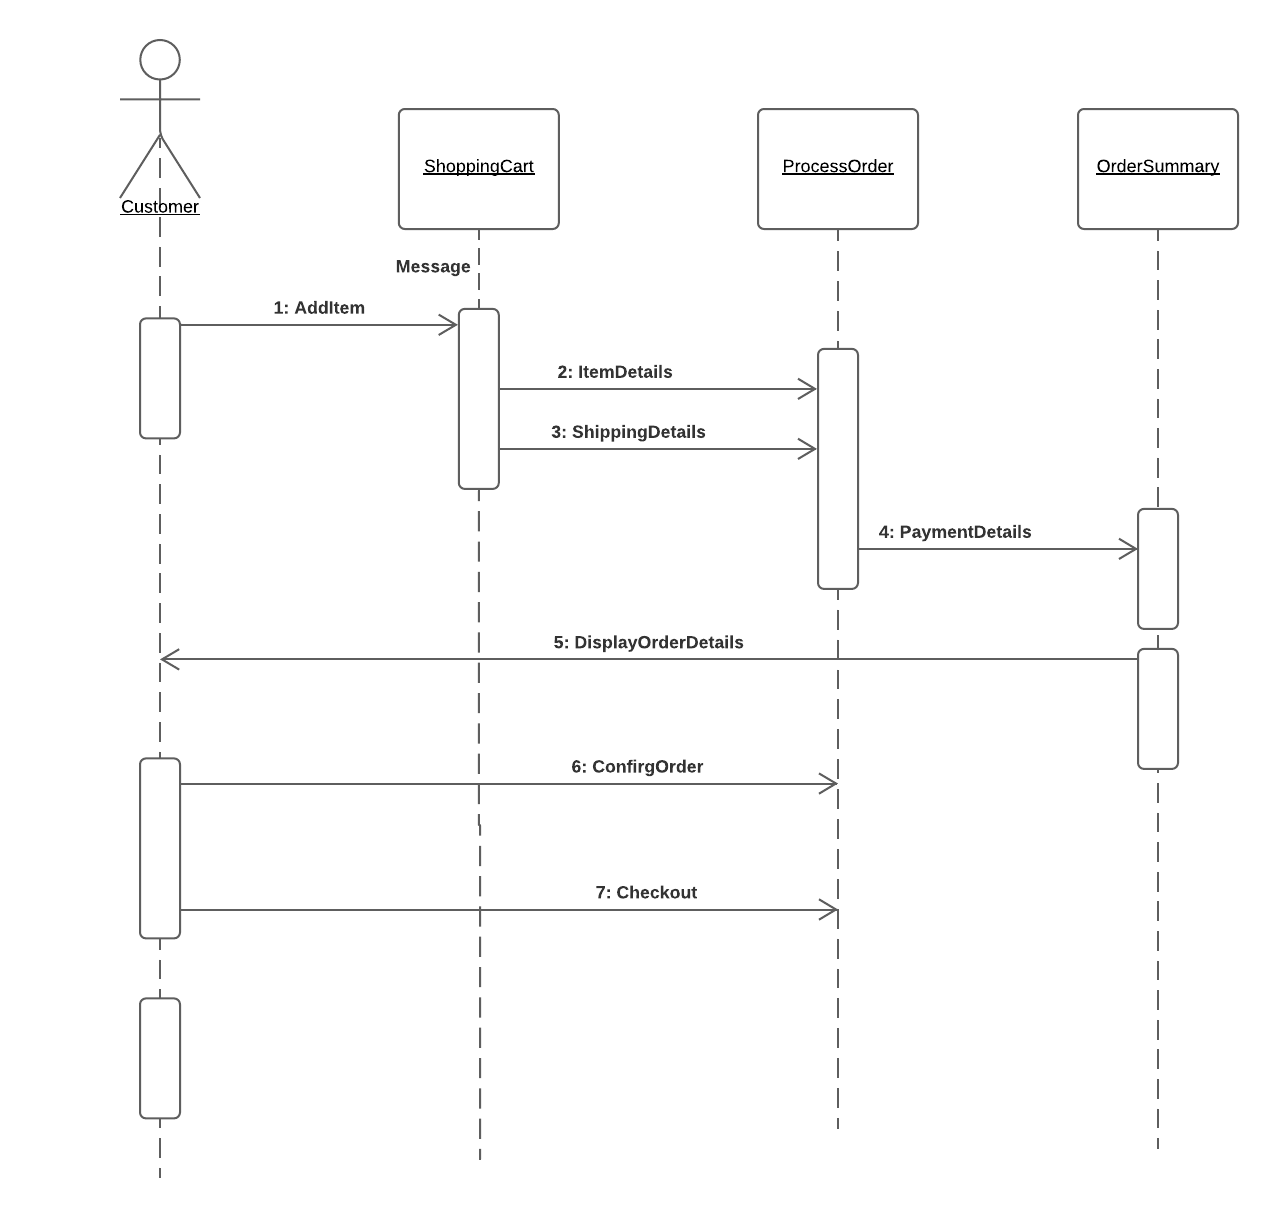 ShoppingCart
ProcessOrder
OrderSummary
Customer
Message
1: AddItem
2: ItemDetails
3: ShippingDetails
4: PaymentDetails
5: DisplayOrderDetails
6: ConfirgOrder
7: Checkout